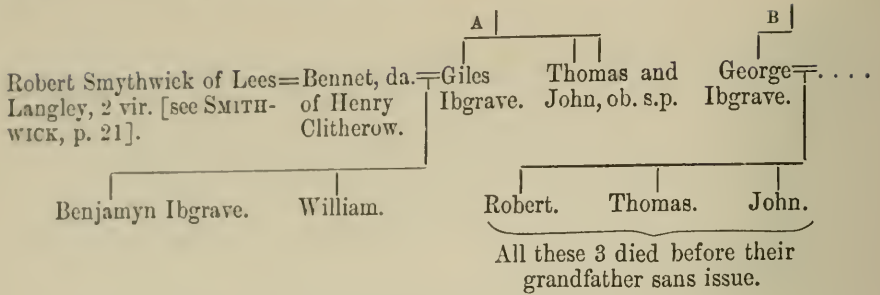 A B
Robert Smythwick of Lees=Bennet, da.=Giles Thomas and George=. . . .
Langley, 2 vir. [see SMITH- of Henry Ibgrave. John, ob. s.p. Ibgrave.
WICK, p. 21]. Clitherow.
Benjamyn Ibgrave. William. Robert. Thomas. John.
All these 3 died before their
grandfather sans issue.